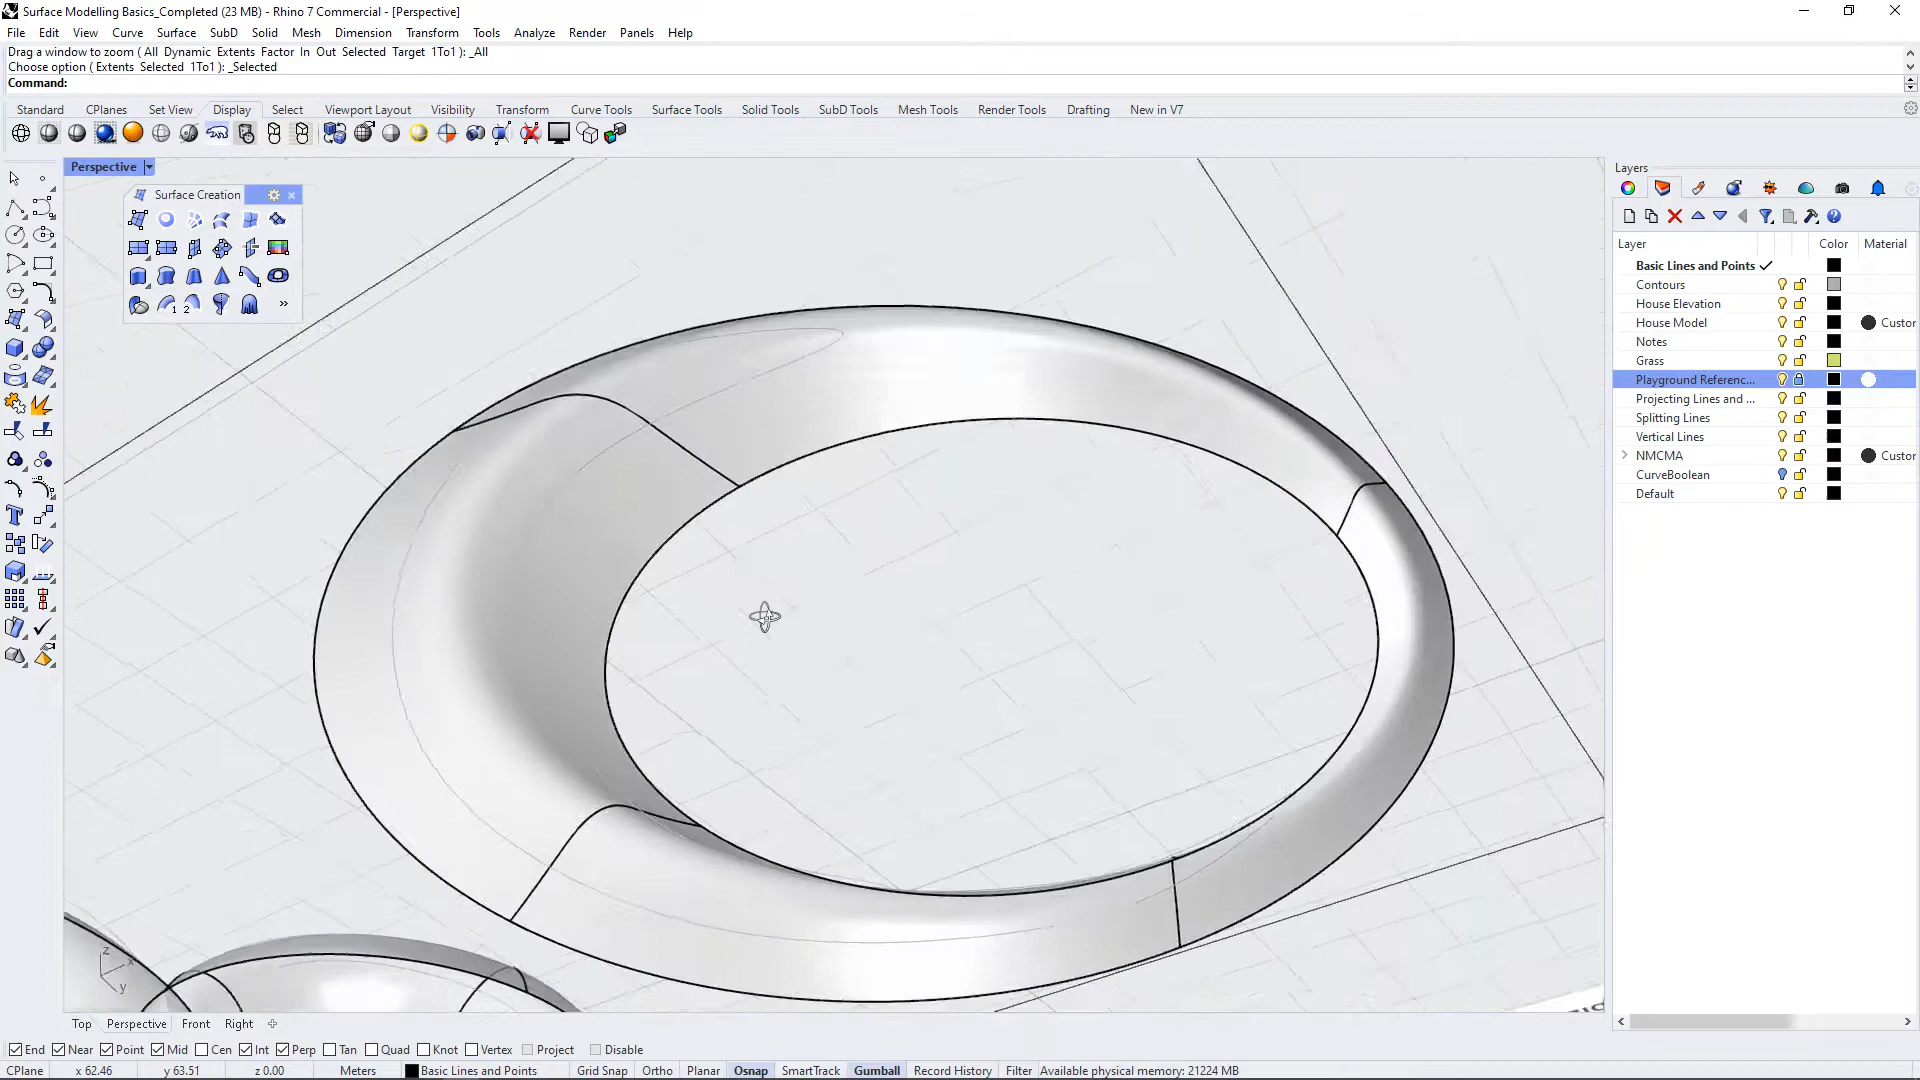 Surface Modelling Basics_Completed (23 MB) - Rhino 7 Commercial - [Perspective]
File Edit View Curve Surface SubD Solid Mesh Dimension Transform Tools Analyze Render Panels Help
Drag a window to zoom ( All Dynamic Extents Factor In Out Selected Target 1To1 ): _All
Choose option ( Extents Selected 1To1 ): _Selected
Command:
Standard CPlanes Set View Display Select Viewport Layout Visibility Transform Curve Tools Surface Tools Solid Tools SubD Tools Mesh Tools Render Tools Drafting New in V7
Perspective
Surface Creation
Layers
Layer Color Material
Basic Lines and Points
Contours
House Elevation
House Model Custor
Notes
Grass
Playground Referenc...
Projecting Lines and ...
Splitting Lines
Vertical Lines
NMCMA Custor
CurveBoolean
Default
1 2
z
x
y
Top Perspective Front Right
End Near Point Mid Cen Int Perp Tan Quad Knot Vertex Project Disable
CPlane x 62.46 y 63.51 z 0.00 Meters Basic Lines and Points Grid Snap Ortho Planar Osnap SmartTrack Gumball Record History Filter Available physical memory: 21224 MB